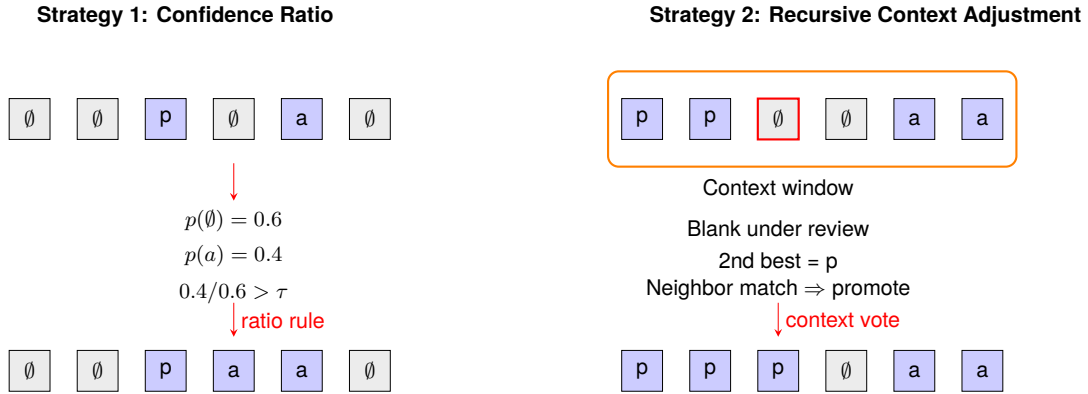 Strategy 1: Confidence Ratio
∅ ∅ p ∅ a ∅
p(∅) = 0.6
p(a) = 0.4
0.4/0.6 > τ
ratio rule
∅ ∅ p a a ∅
Strategy 2: Recursive Context Adjustment
p p ∅ ∅ a a
Context window
Blank under review
2nd best = p
Neighbor match ⇒ promote
context vote
p p p ∅ a a